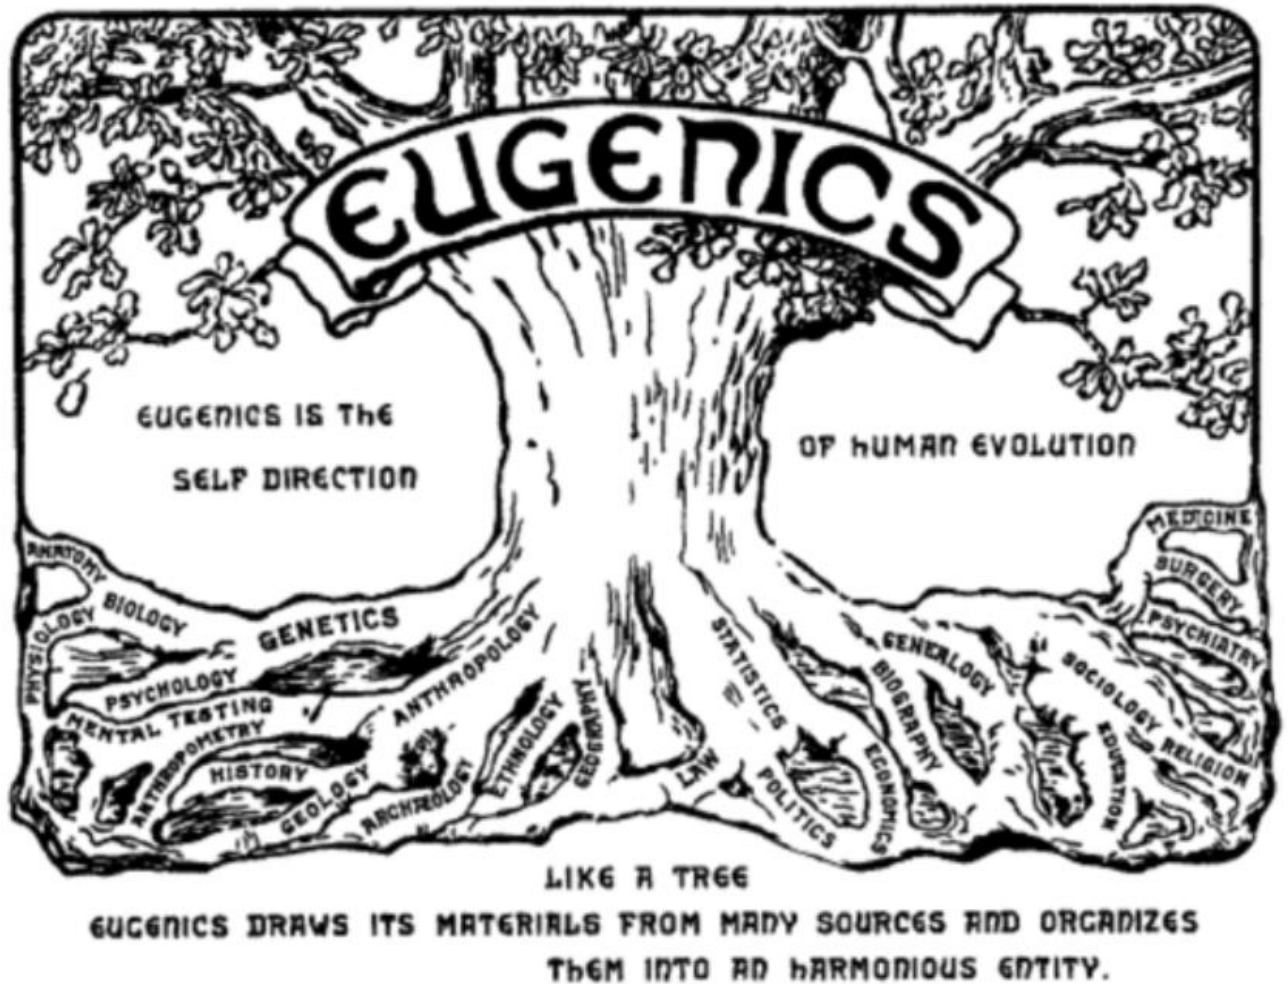 EUGENICS
EUGENICS IS THE
SELF DIRECTION
OF HUMAN EVOLUTION
ANATOMY
BIOLOGY
PHYSIOLOGY
GENETICS
PSYCHOLOGY
MENTAL TESTING
ANTHROPOMETRY
HISTORY
GEOLOGY
ANTHROPOLOGY
ARCHÆOLOGY
ETHNOLOGY
GEOGRAPHY
LAW
STATISTICS
POLITICS
ECONOMICS
BIOGRAPHY
GENEALOGY
EDUCATION
SOCIOLOGY
RELIGION
PSYCHIATRY
SURGERY
MEDICINE
LIKE A TREE
EUGENICS DRAWS ITS MATERIALS FROM MANY SOURCES AND ORGANIZES
THEM INTO AN HARMONIOUS ENTITY.